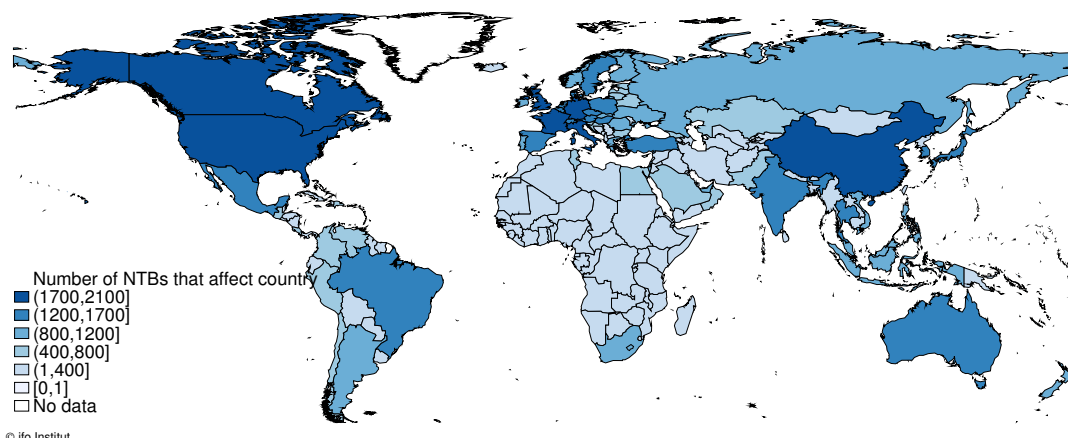 Number of NTBs that affect country
(1700,2100]
(1200,1700]
(800,1200]
(400,800]
(1,400]
[0,1]
No data
© ifo Institut